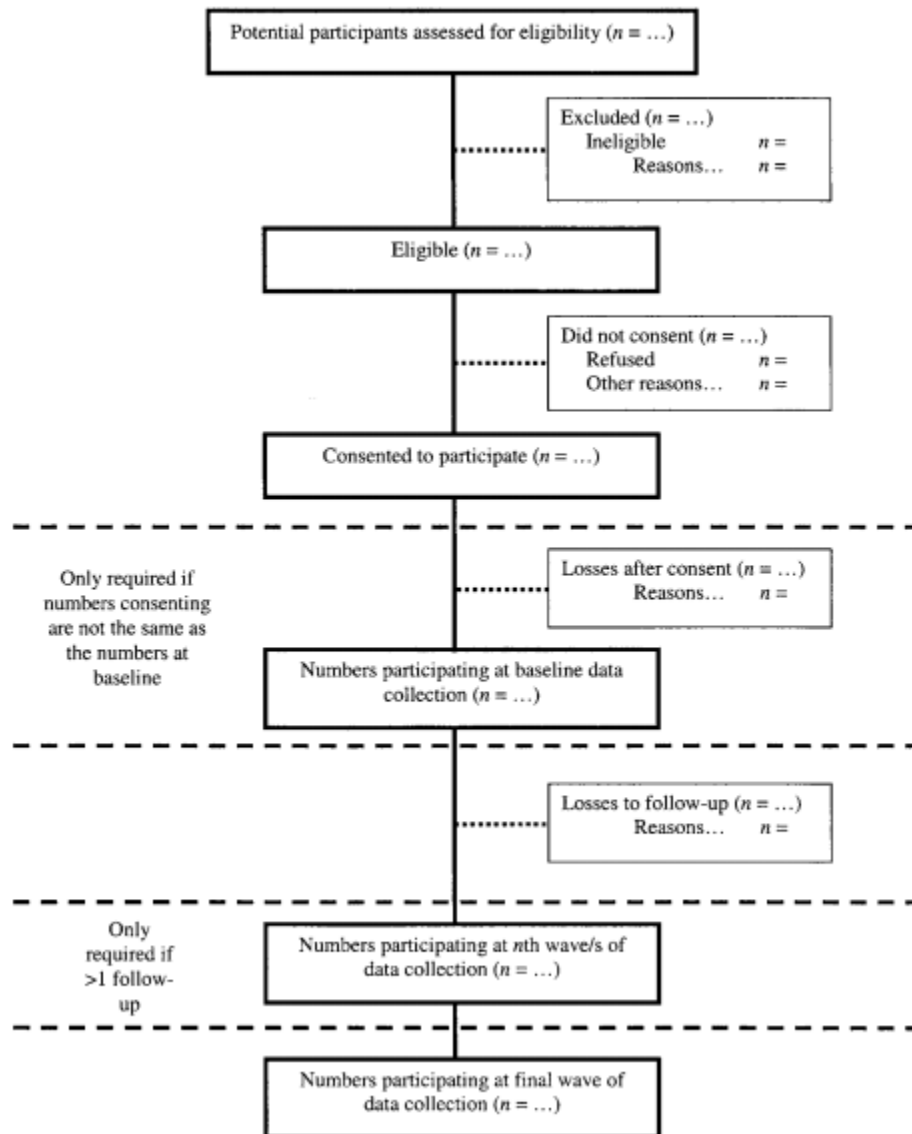 Potential participants assessed for eligibility (n = …)
Excluded (n = …)
Ineligible n =
Reasons… n =
Eligible (n = …)
Did not consent (n = …)
Refused n =
Other reasons… n =
Consented to participate (n = …)
Only required if
numbers consenting
are not the same as
the numbers at
baseline
Losses after consent (n = …)
Reasons… n =
Numbers participating at baseline data
collection (n = …)
Losses to follow-up (n = …)
Reasons… n =
Only
required if
>1 follow-
up
Numbers participating at nth wave/s of
data collection (n = …)
Numbers participating at final wave of
data collection (n = …)